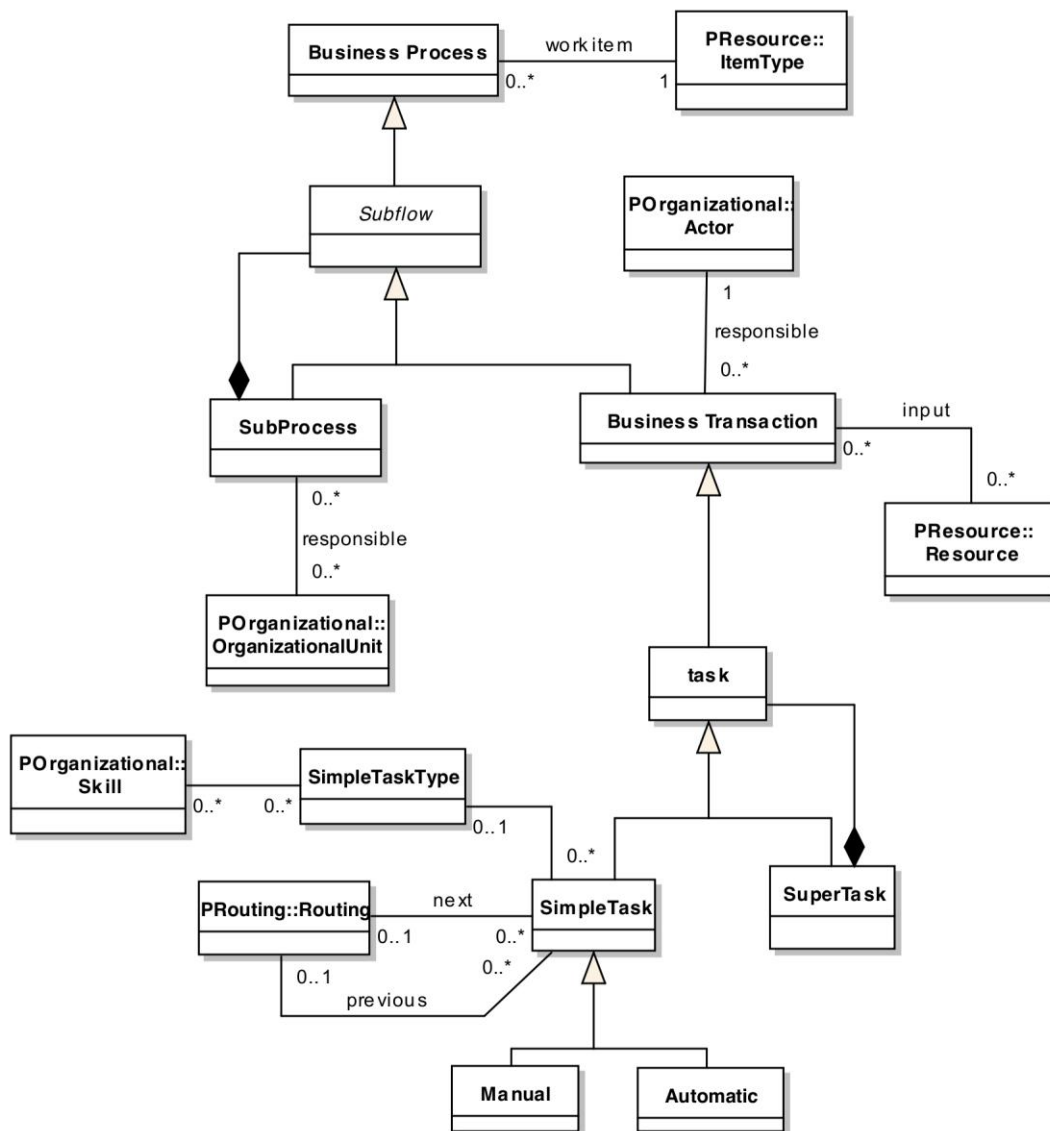 Business Process
workitem
0..*
1
PResource::
ItemType
Subflow
POrganizational::
Actor
1
responsible
0..*
SubProcess
Business Transaction
input
0..*
0..*
0..*
responsible
0..*
PResource::
Resource
POrganizational::
OrganizationalUnit
task
POrganizational::
Skill
0..*
0..*
SimpleTaskType
0..1
0..*
PRouting::Routing
next
0..1
0..*
SimpleTask
SuperTask
0..1
previous
0..*
Manual
Automatic